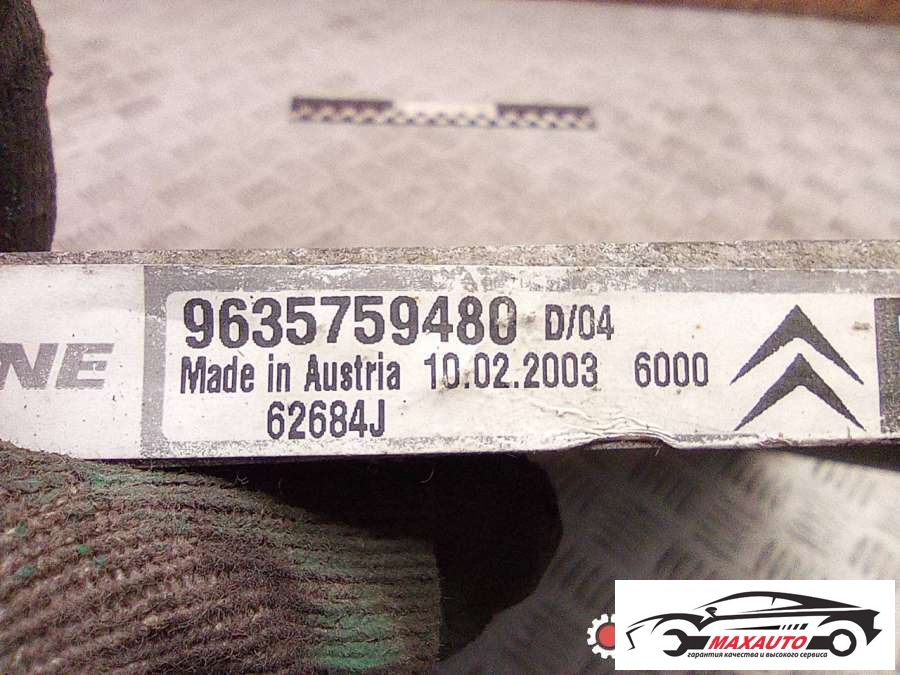 NE
9635759480 D/04
Made in Austria 10.02.2003 6000
62684J
MAXAUTO
гарантия качества и высокого сервиса